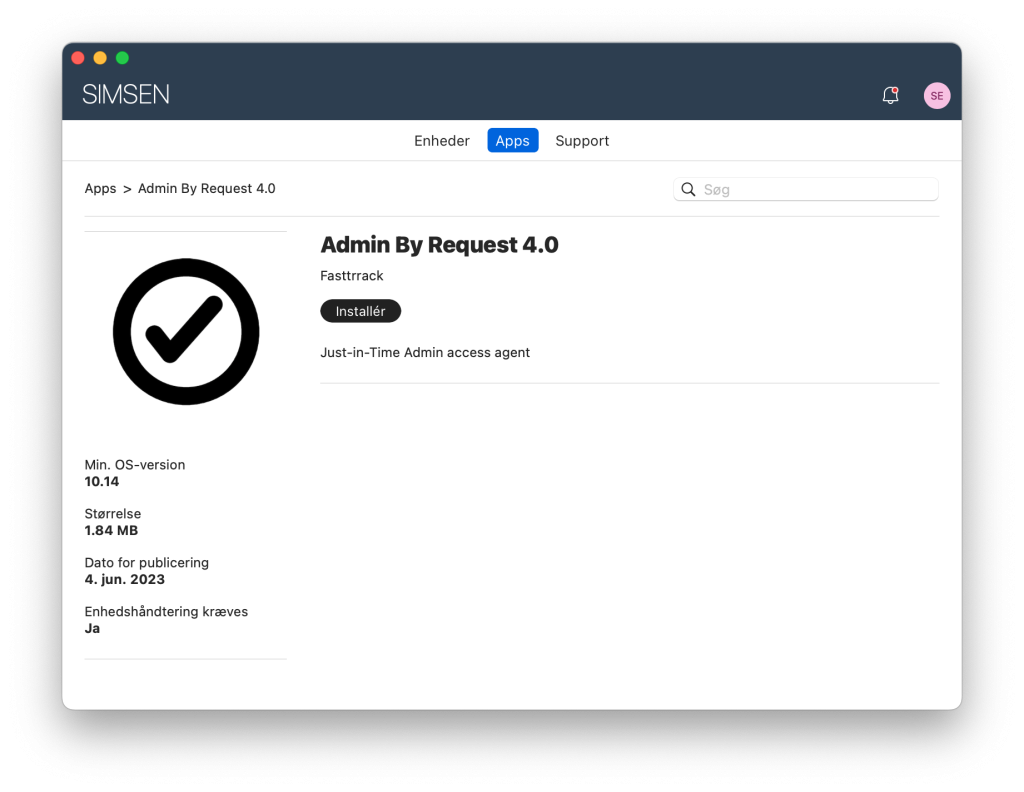 SIMSEN
SE
Enheder Apps Support
Apps > Admin By Request 4.0
Søg
Admin By Request 4.0
Fasttrrack
Installér
Just-in-Time Admin access agent
Min. OS-version
10.14
Størrelse
1.84 MB
Dato for publicering
4. jun. 2023
Enhedshåndtering kræves
Ja